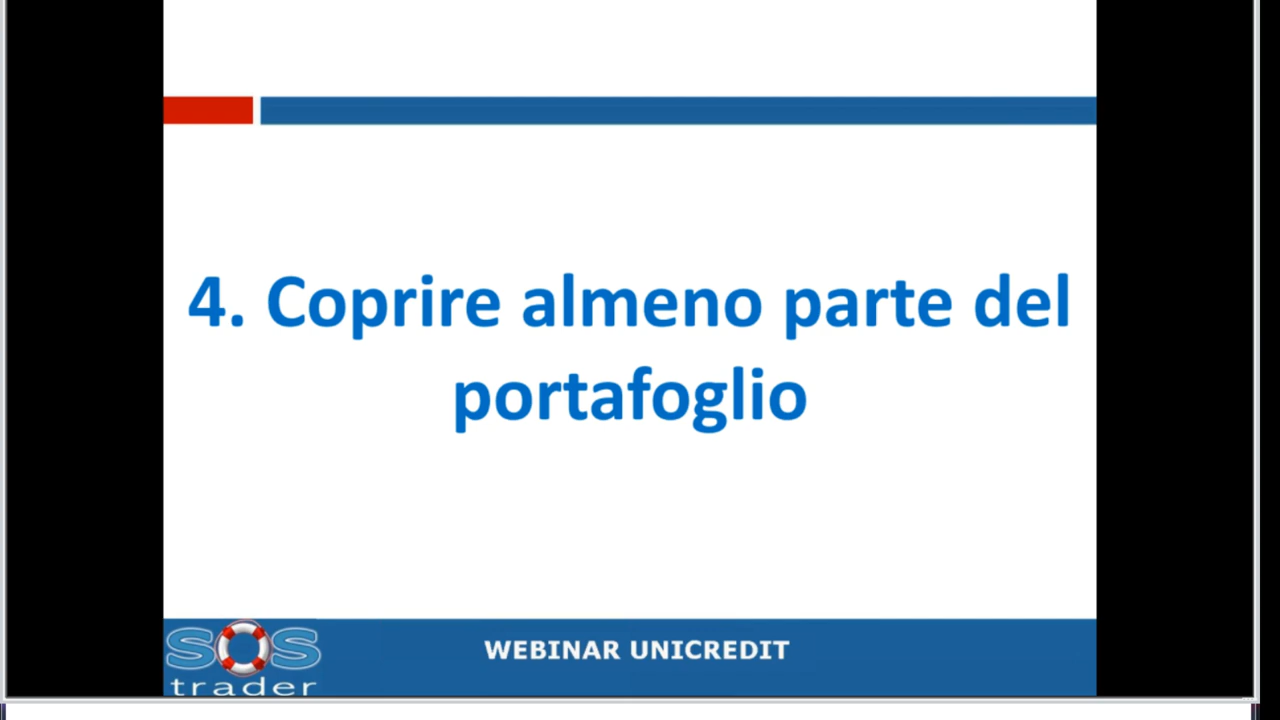 4. Coprire almeno parte del
portafoglio
SOS
trader
WEBINAR UNICREDIT